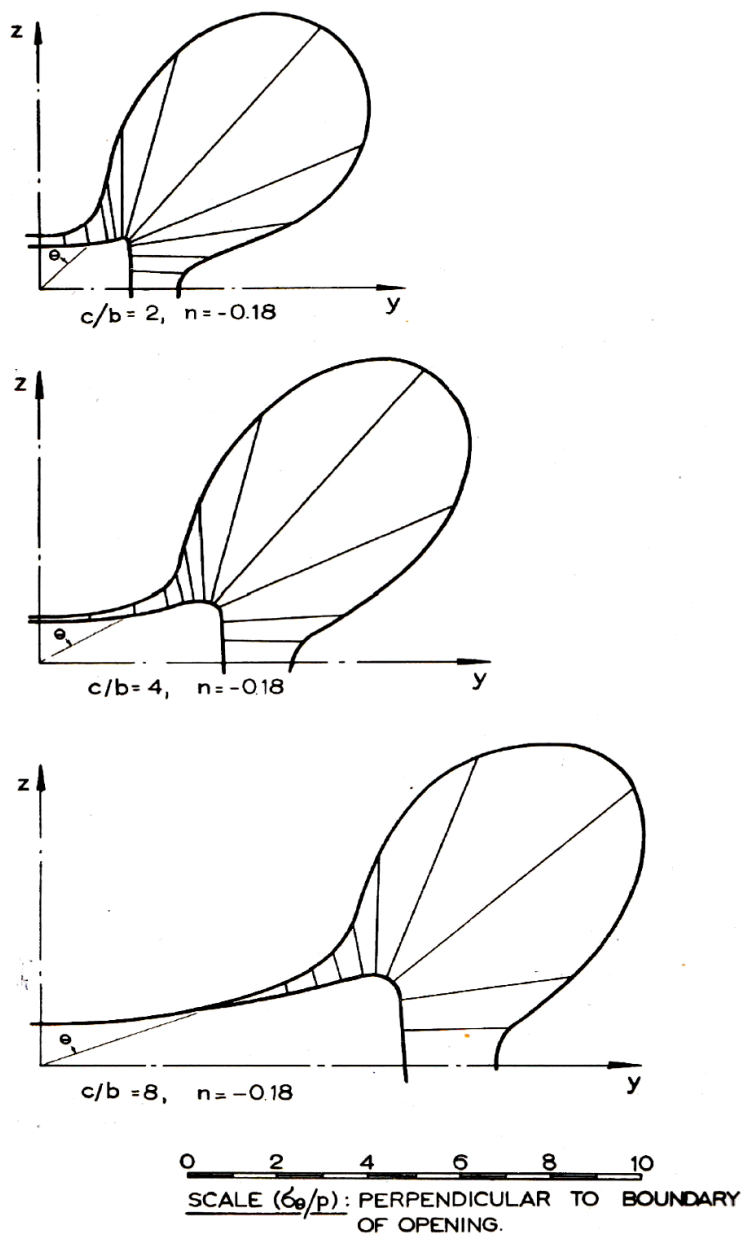 z
θ
y
c/b = 2, n = -0.18
z
θ
y
c/b = 4, n = -0.18
z
θ
y
c/b = 8, n = -0.18
0 2 4 6 8 10
SCALE (σθ/p) : PERPENDICULAR TO BOUNDARY
OF OPENING.